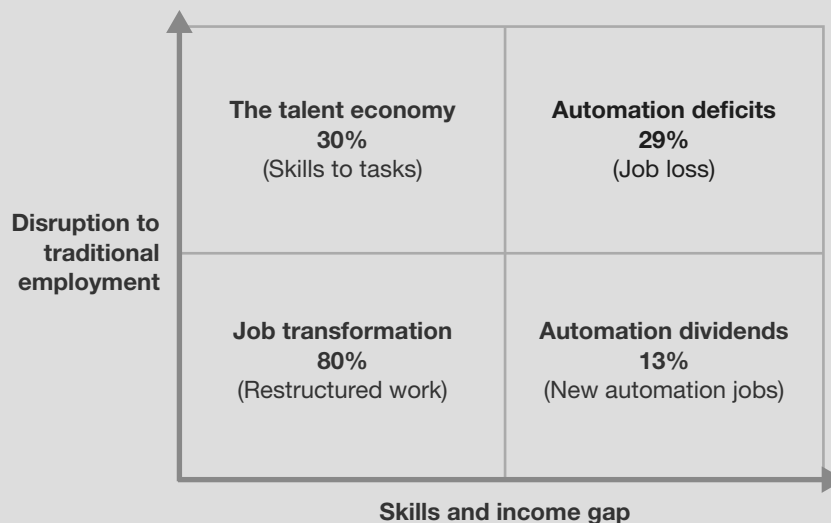 The talent economy
30%
(Skills to tasks)
Automation deficits
29%
(Job loss)
Disruption to
traditional
employment
Job transformation
80%
(Restructured work)
Automation dividends
13%
(New automation jobs)
Skills and income gap